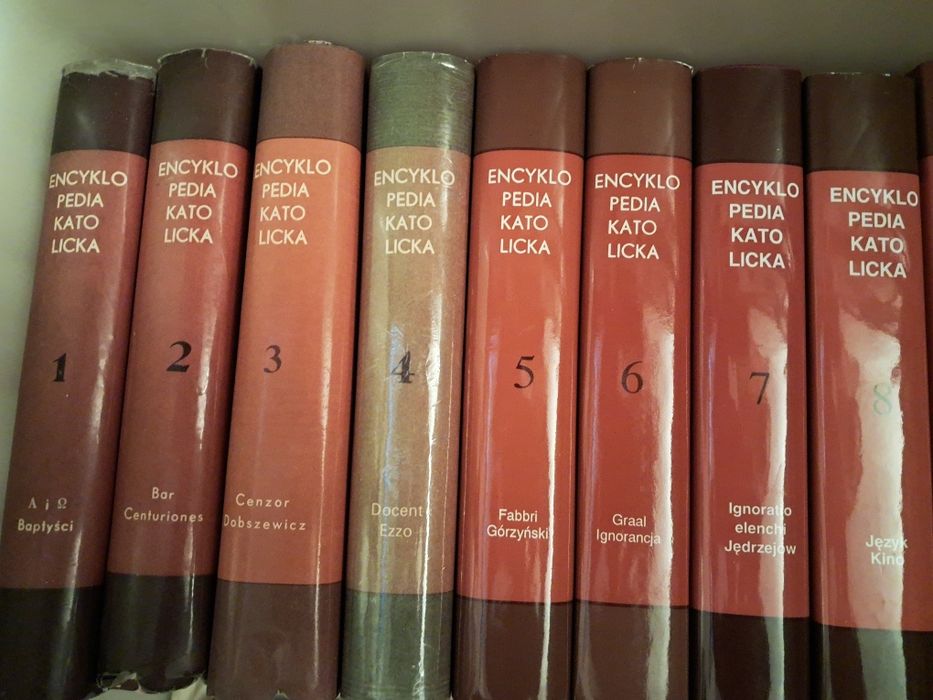 ENCYKLO
PEDIA
KATO
LICKA
1
A i Ω
Baptyści
ENCYKLO
PEDIA
KATO
LICKA
2
Bar
Centuriones
ENCYKLO
PEDIA
KATO
LICKA
3
Cenzor
Dobszewicz
ENCYKLO
PEDIA
KATO
LICKA
4
Docent
Ezzo
ENCYKLO
PEDIA
KATO
LICKA
5
Fabbri
Górzyński
ENCYKLO
PEDIA
KATO
LICKA
6
Graal
Ignorancja
ENCYKLO
PEDIA
KATO
LICKA
7
Ignoratio
elenchi
Jędrzejów
ENCYKLO
PEDIA
KATO
LICKA
8
Język
Kino